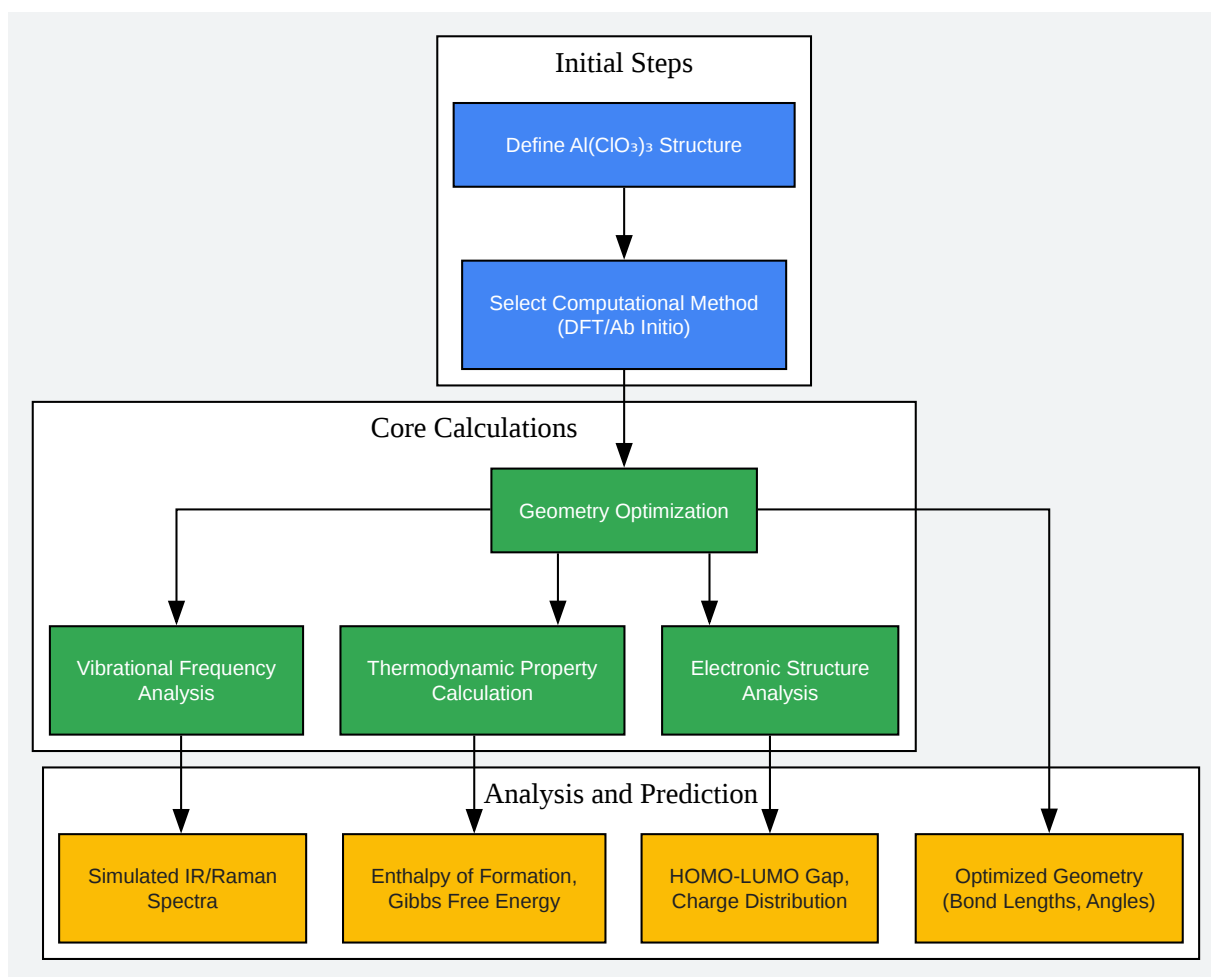 Initial Steps
Define Al(ClO₃)₃ Structure
Select Computational Method
(DFT/Ab Initio)
Core Calculations
Geometry Optimization
Vibrational Frequency
Analysis
Thermodynamic Property
Calculation
Electronic Structure
Analysis
Analysis and Prediction
Simulated IR/Raman
Spectra
Enthalpy of Formation,
Gibbs Free Energy
HOMO-LUMO Gap,
Charge Distribution
Optimized Geometry
(Bond Lengths, Angles)